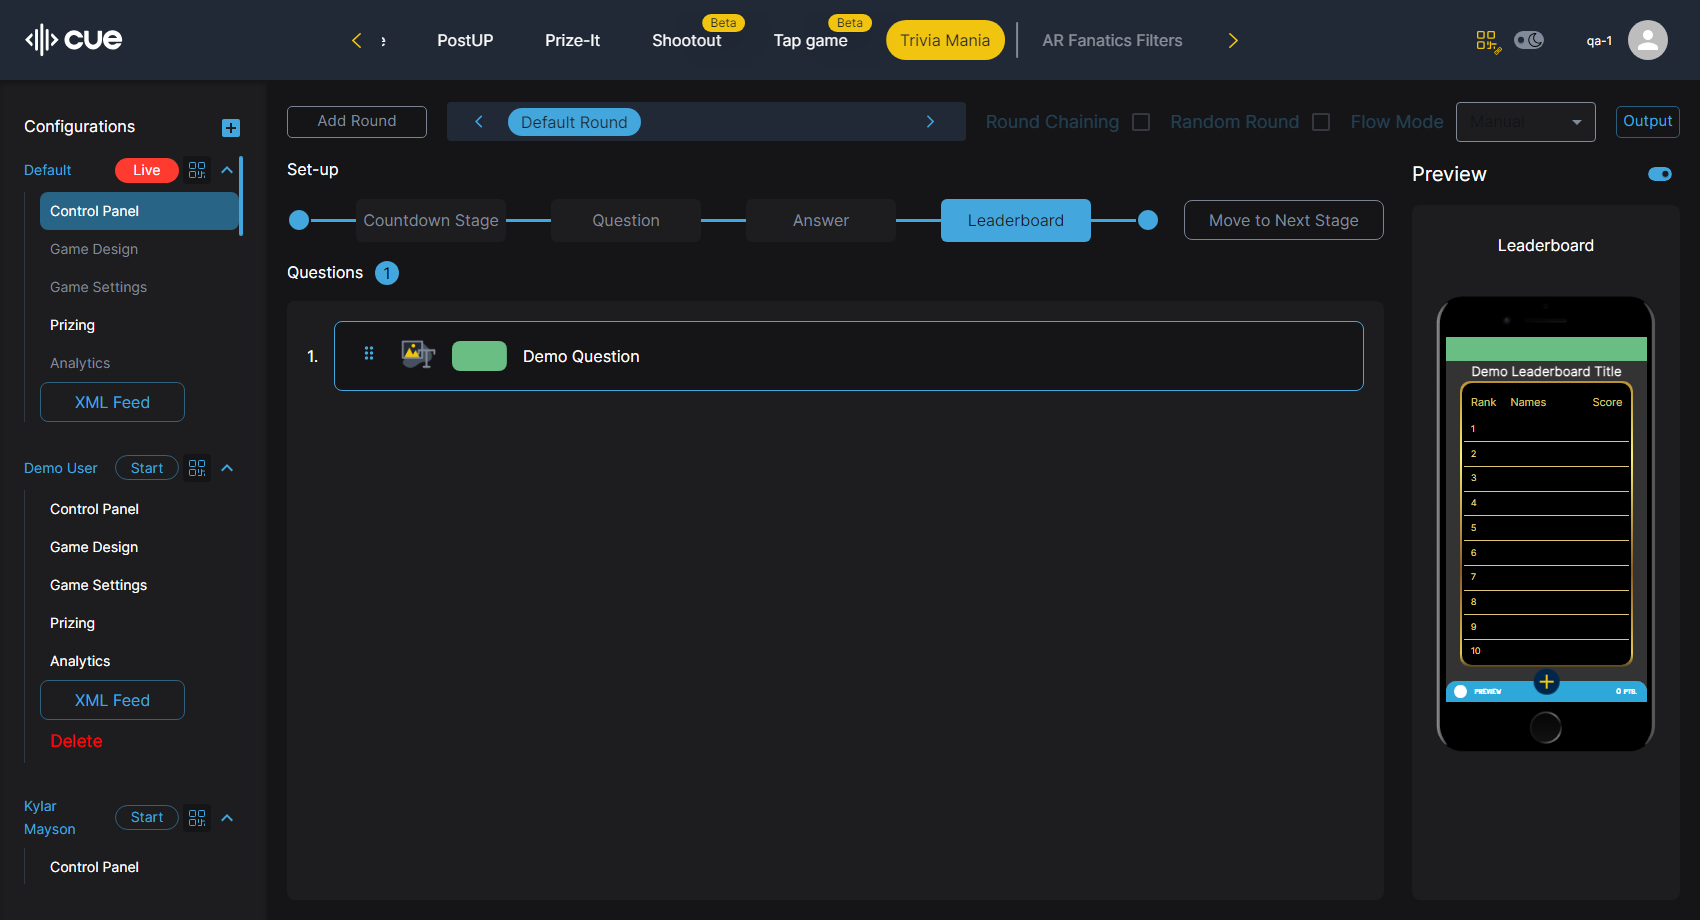 cue
PostUP
Prize-It
Shootout
Beta
Tap game
Beta
Trivia Mania
AR Fanatics Filters
qa-1
Configurations
Default
Live
Control Panel
Game Design
Game Settings
Prizing
Analytics
XML Feed
Demo User
Start
Control Panel
Game Design
Game Settings
Prizing
Analytics
XML Feed
Delete
Kylar
Mayson
Start
Control Panel
Add Round
Default Round
Round Chaining
Random Round
Flow Mode
Manual
Output
Set-up
Countdown Stage
Question
Answer
Leaderboard
Move to Next Stage
Questions 1
1.
Demo Question
Preview
Leaderboard
Demo Leaderboard Title
Rank Names Score
1
2
3
4
5
6
7
8
9
10
PREVIEW
0 PTS.